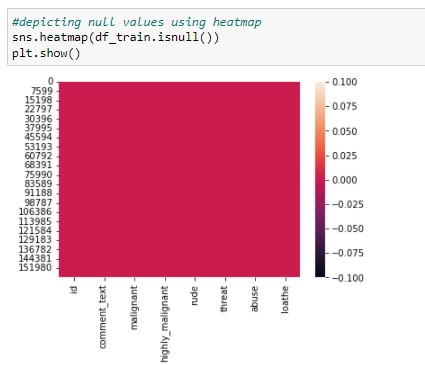 #depicting null values using heatmap
sns.heatmap(df_train.isnull())
plt.show()
0
7599
15198
22797
30396
37995
45594
53193
60792
68391
75990
83589
91188
98787
106386
113985
121584
129183
136782
144381
151980
id
comment_text
malignant
highly_malignant
rude
threat
abuse
loathe
0.100
0.075
0.050
0.025
0.000
−0.025
−0.050
−0.075
−0.100